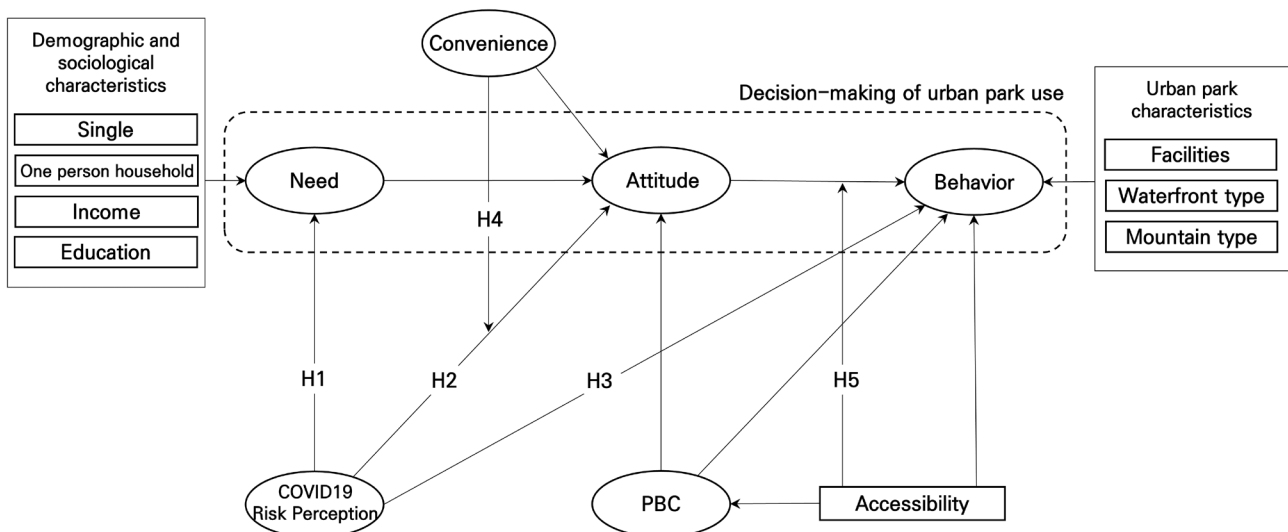 Demographic and
sociological
characteristics
Single
One person household
Income
Education
Convenience
Decision-making of urban park use
Need
Attitude
Behavior
Urban park
characteristics
Facilities
Waterfront type
Mountain type
H4
H1
H2
H3
H5
COVID19
Risk Perception
PBC
Accessibility